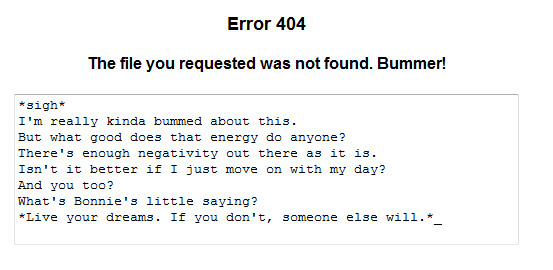 Error 404
The file you requested was not found. Bummer!
*sigh*
I'm really kinda bummed about this.
But what good does that energy do anyone?
There's enough negativity out there as it is.
Isn't it better if I just move on with my day?
And you too?
What's Bonnie's little saying?
*Live your dreams. If you don't, someone else will.*_